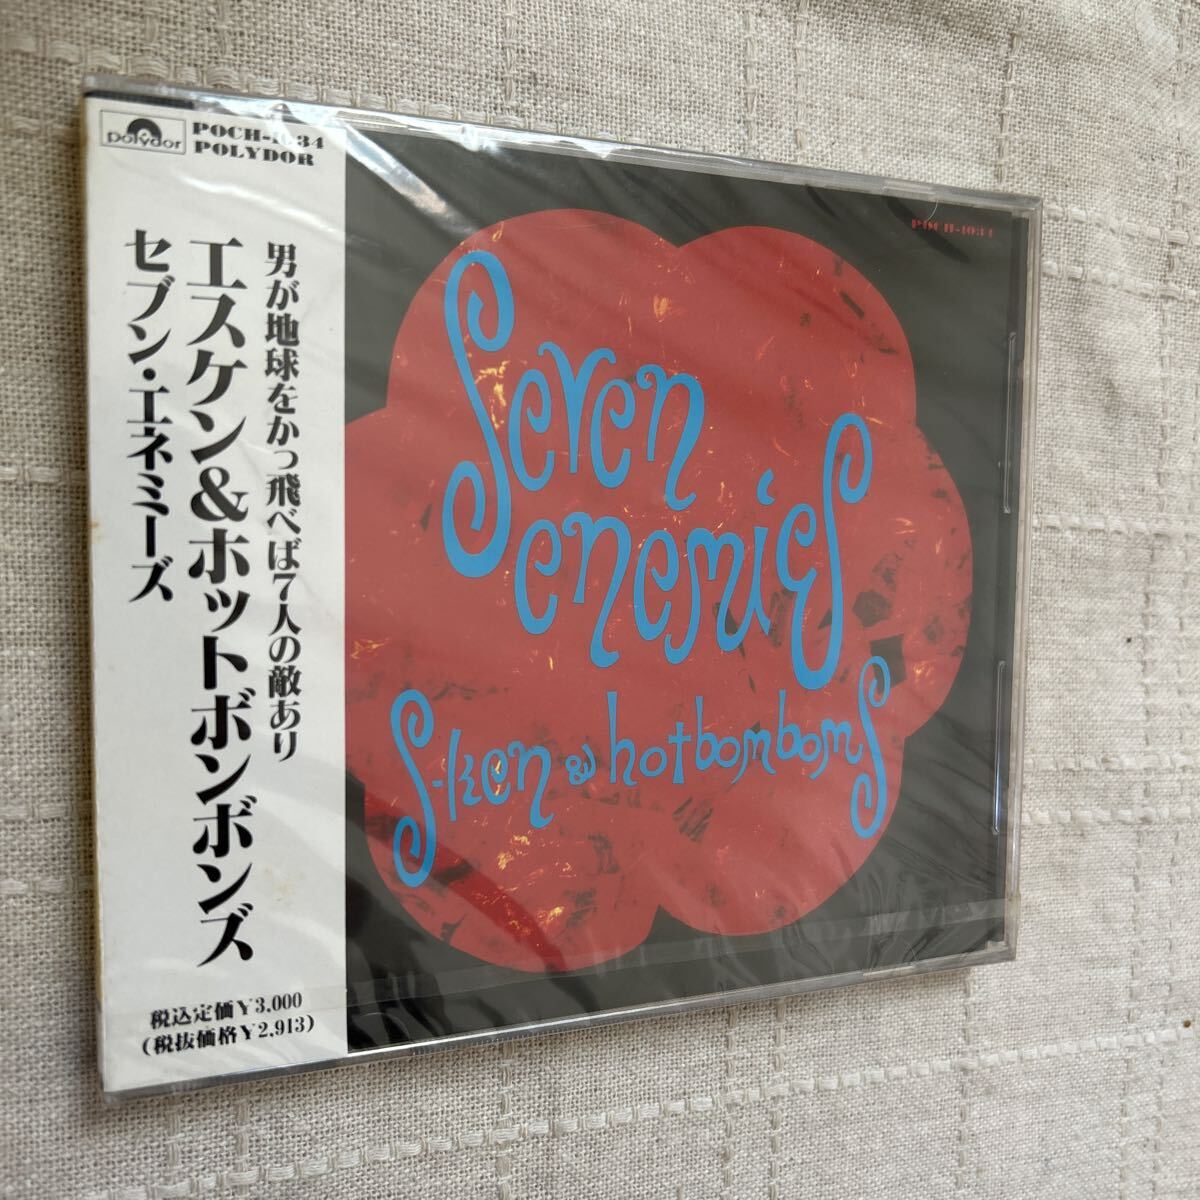 polydor
POCH-1034
POLYDOR
男が地球をかっ飛べば7人の敵あり
エスケン&ホットボンボンズ
セブン・エネミーズ
税込定価¥3,000
(税抜価格¥2,913)
POCH-1034
Seven
enemies
S-ken & hotbombomS